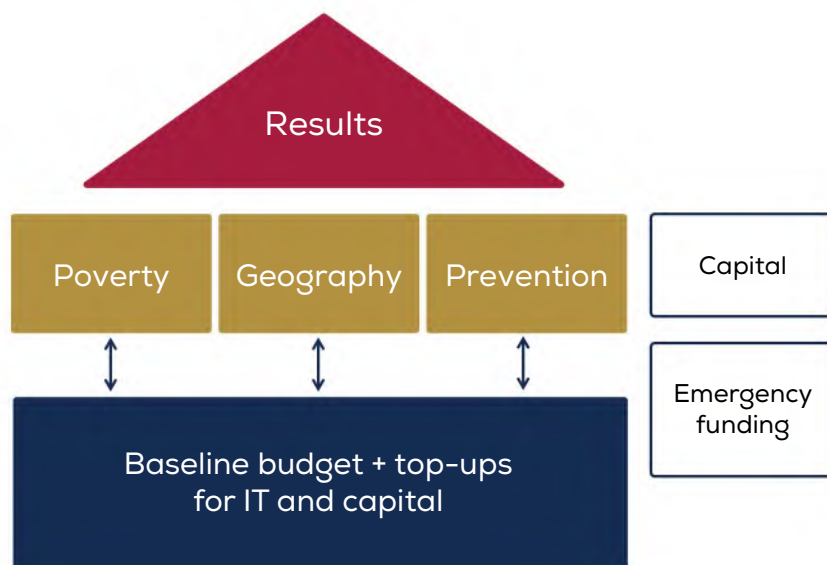 Results
Poverty
Geography
Prevention
Capital
Emergency
funding
Baseline budget + top-ups
for IT and capital